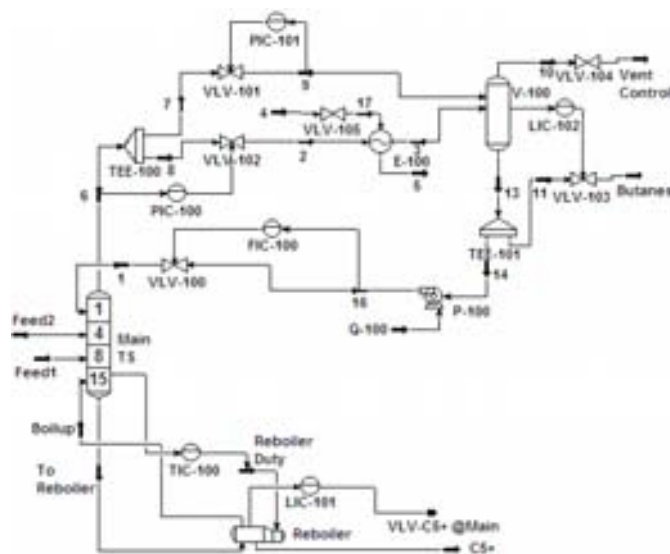 PIC-101
VLV-101
9
10
VLV-104
Vent
Control
7
4
17
V-100
VLV-105
LIC-102
TEE-100
8
VLV-102
2
E-100
3
5
6
PIC-100
13
11
VLV-103
Butanes
FIC-100
TEE-101
1
VLV-100
16
14
P-100
Q-100
1
Feed2
4
Main
TS
8
Feed1
15
Boilup
TIC-100
Reboiler
Duty
To
Reboiler
LIC-101
VLV-C5+ @Main
Reboiler
C5+